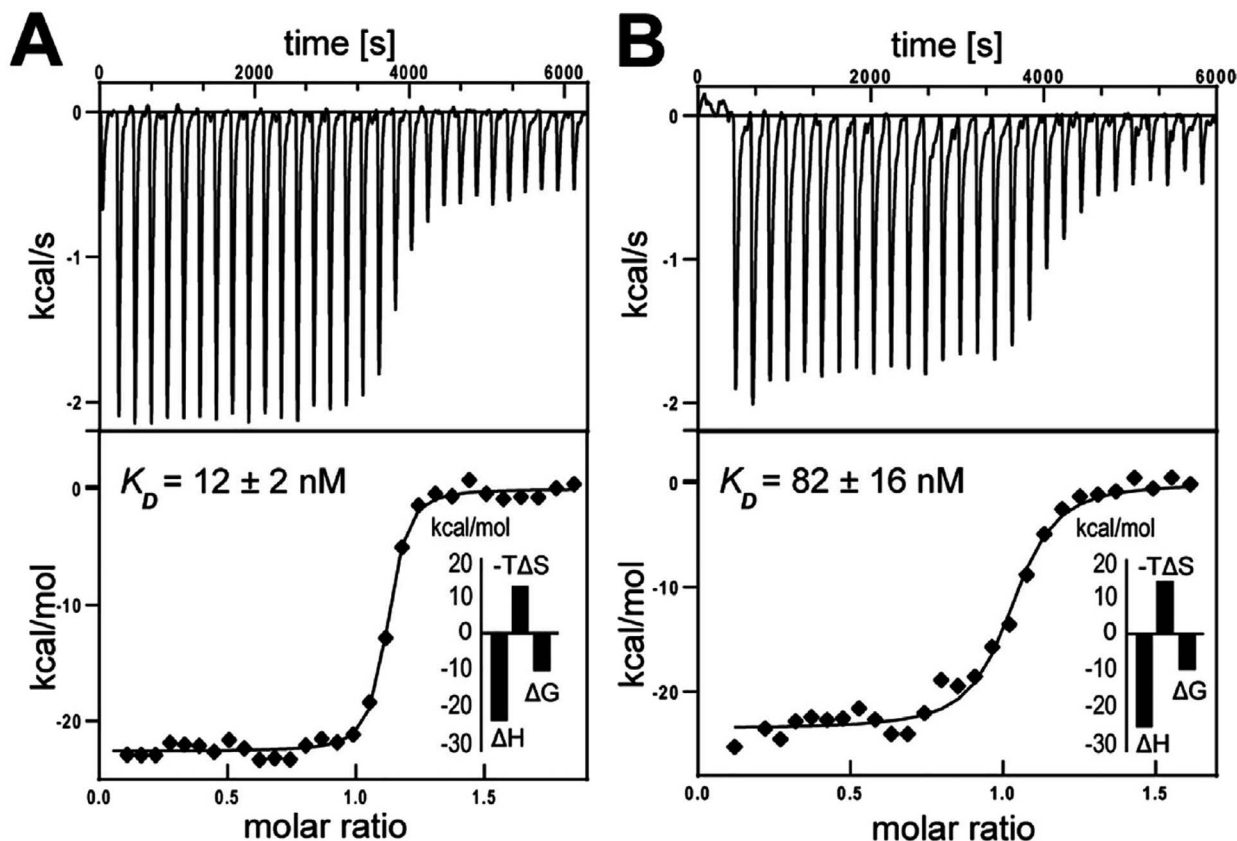 A
time [s]
0 2000 4000 6000
0
-1
-2
kcal/s
K_D = 12 ± 2 nM
0
-10
-20
kcal/mol
kcal/mol
20
10
0
-10
-20
-30
-TΔS
ΔG
ΔH
0.0 0.5 1.0 1.5
molar ratio
B
time [s]
0 2000 4000 6000
0
-1
-2
kcal/s
K_D = 82 ± 16 nM
0
-10
-20
kcal/mol
kcal/mol
20
10
0
-10
-20
-30
-TΔS
ΔG
ΔH
0.0 0.5 1.0 1.5
molar ratio